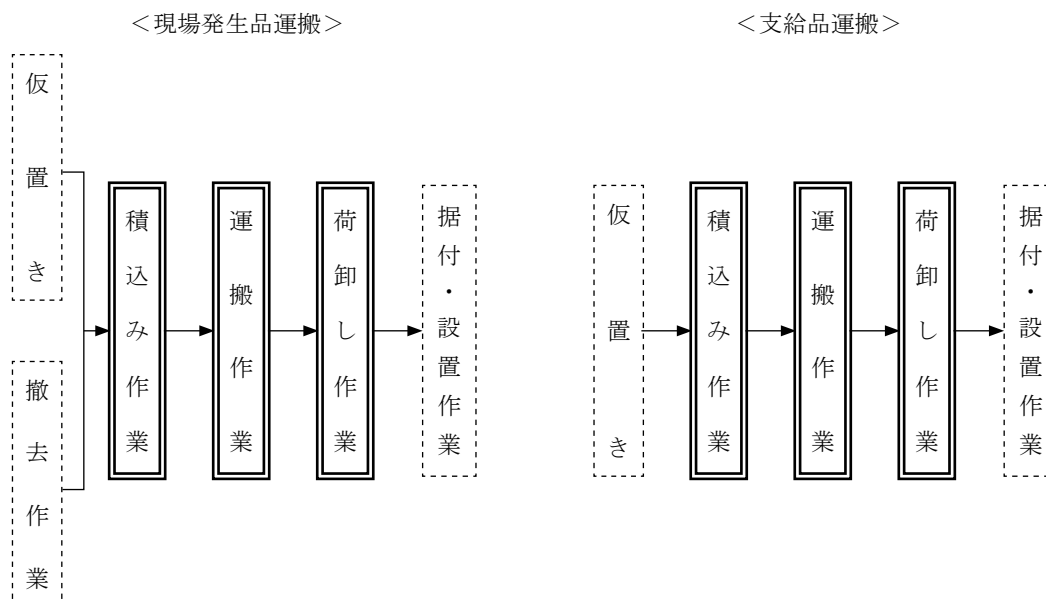 ＜現場発生品運搬＞
仮置き
撤去作業
積込み作業
運搬作業
荷卸し作業
据付・設置作業
＜支給品運搬＞
仮置き
積込み作業
運搬作業
荷卸し作業
据付・設置作業